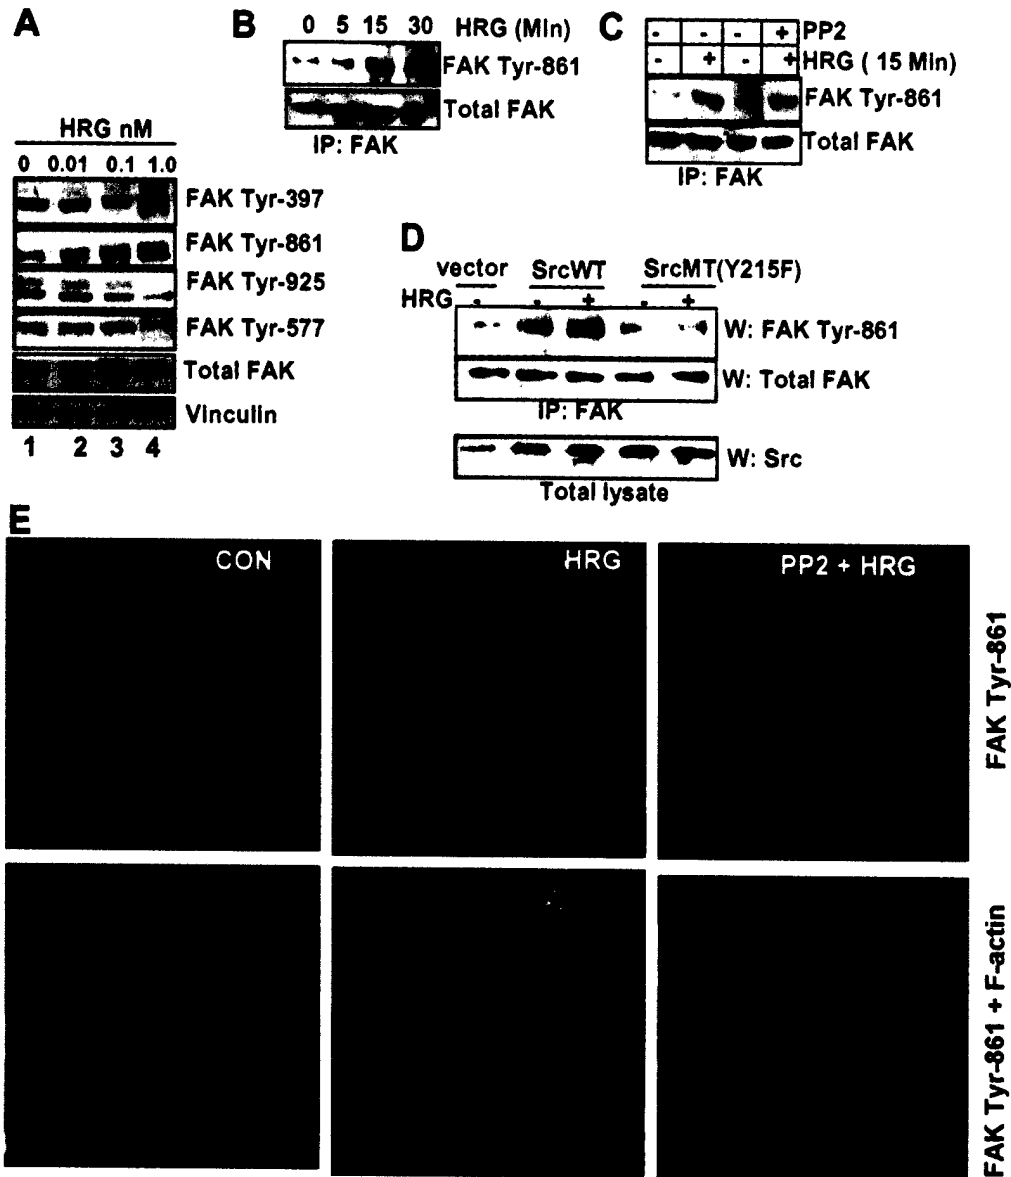 A
HRG nM
0 0.01 0.1 1.0
FAK Tyr-397
FAK Tyr-861
FAK Tyr-925
FAK Tyr-577
Total FAK
Vinculin
1 2 3 4
B
0 5 15 30 HRG (Min)
FAK Tyr-861
Total FAK
IP: FAK
C
- - - + PP2
- + - + HRG ( 15 Min)
FAK Tyr-861
Total FAK
IP: FAK
D
vector SrcWT SrcMT(Y215F)
HRG - - + - +
W: FAK Tyr-861
W: Total FAK
IP: FAK
W: Src
Total lysate
E
CON
HRG
PP2 + HRG
FAK Tyr-861
FAK Tyr-861 + F-actin